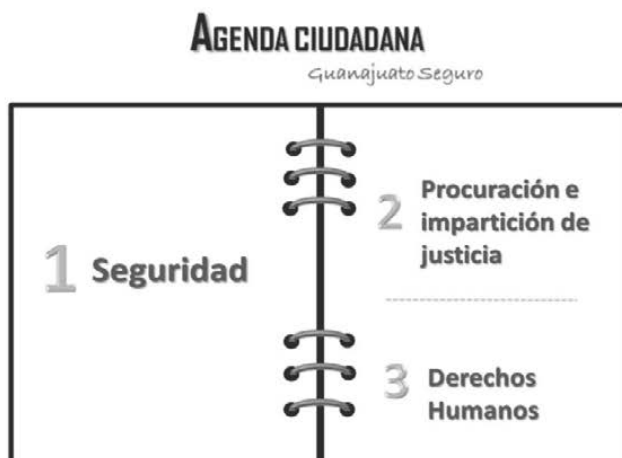 AGENDA CIUDADANA
Guanajuato Seguro
1 Seguridad
2 Procuración e
impartición de
justicia
3 Derechos
Humanos